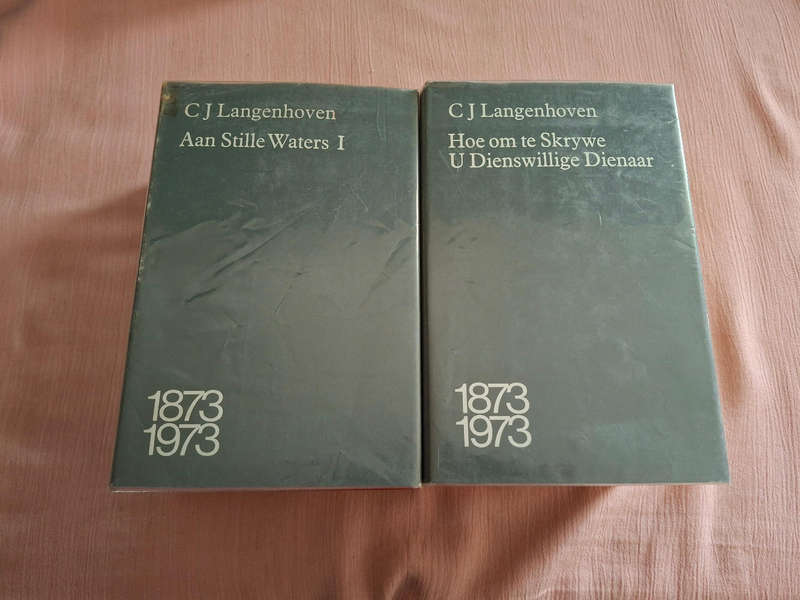 C J Langenhoven
Aan Stille Waters I
1873
1973
C J Langenhoven
Hoe om te Skrywe
U Dienswillige Dienaar
1873
1973